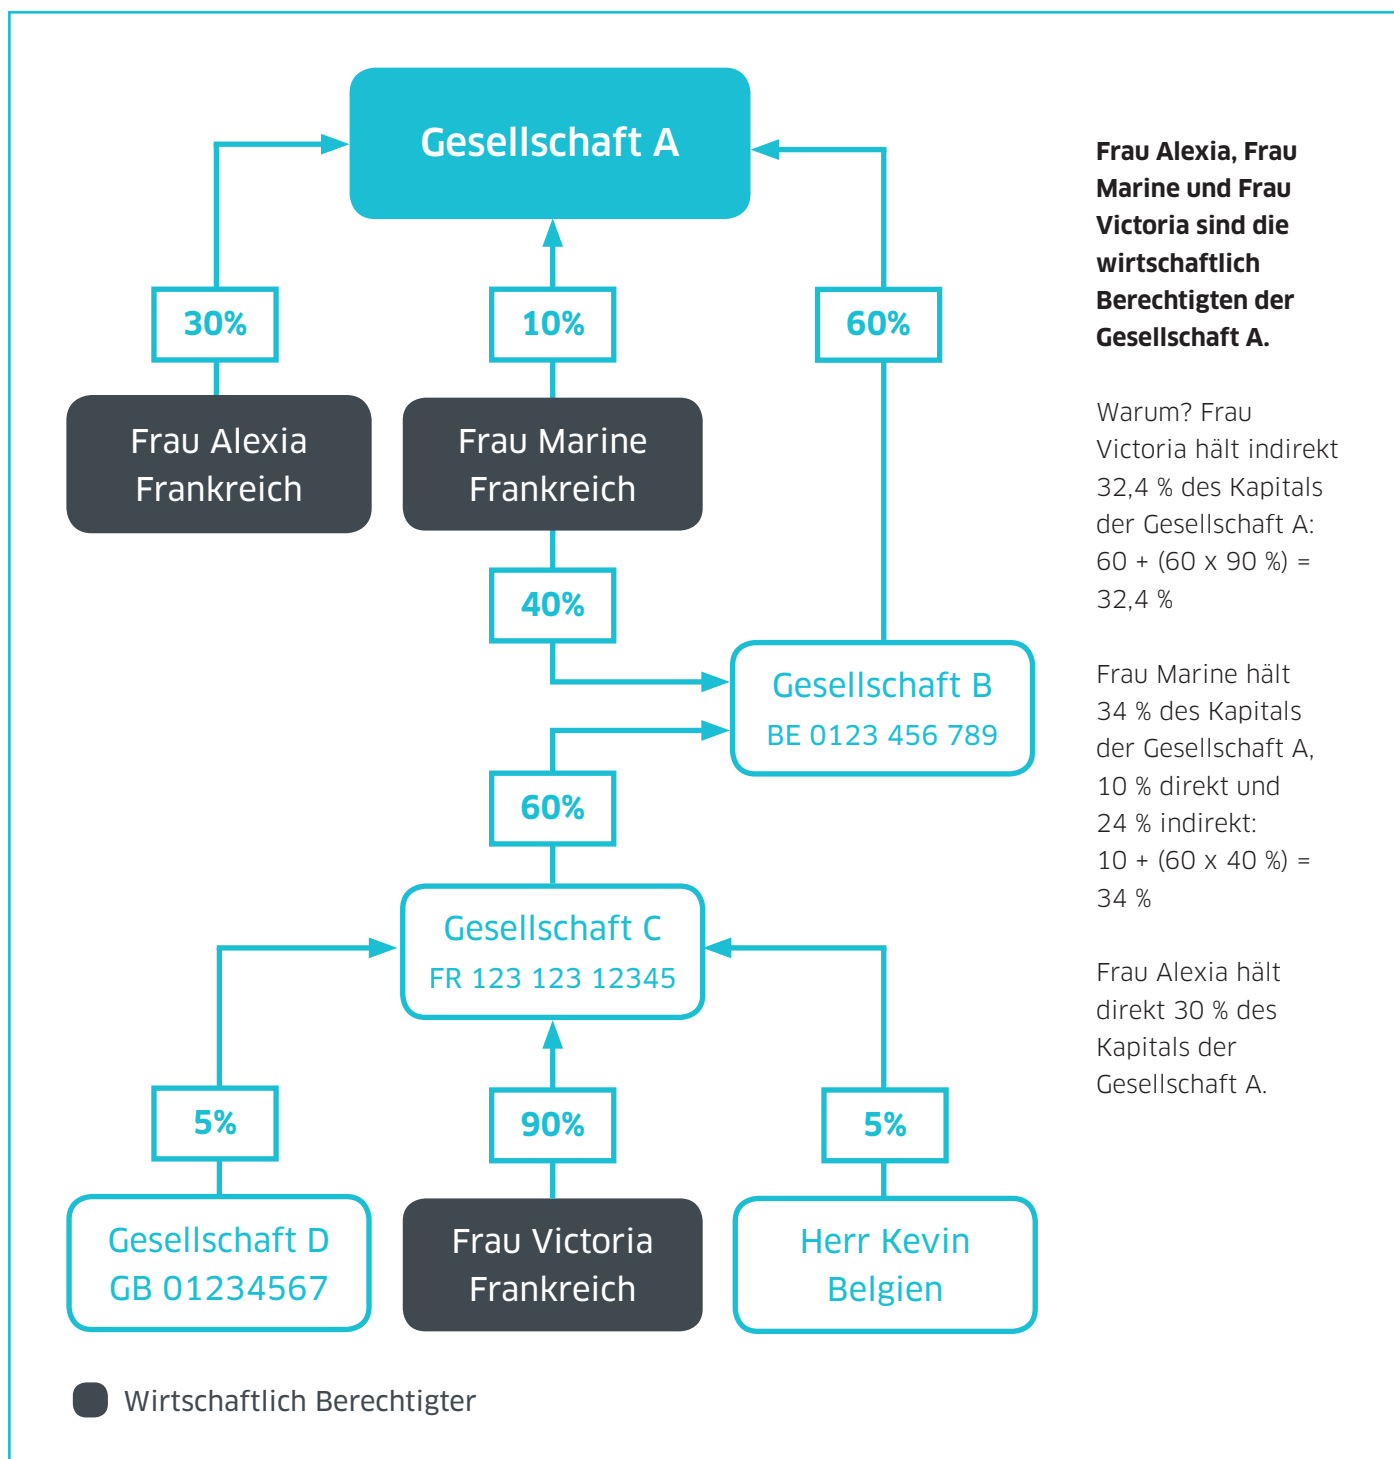 Gesellschaft A
30%
10%
60%
Frau Alexia
Frankreich
Frau Marine
Frankreich
40%
Gesellschaft B
BE 0123 456 789
60%
Gesellschaft C
FR 123 123 12345
5%
90%
5%
Gesellschaft D
GB 01234567
Frau Victoria
Frankreich
Herr Kevin
Belgien
Wirtschaftlich Berechtigter
Frau Alexia, Frau
Marine und Frau
Victoria sind die
wirtschaftlich
Berechtigten der
Gesellschaft A.
Warum? Frau
Victoria hält indirekt
32,4 % des Kapitals
der Gesellschaft A:
60 + (60 x 90 %) =
32,4 %
Frau Marine hält
34 % des Kapitals
der Gesellschaft A,
10 % direkt und
24 % indirekt:
10 + (60 x 40 %) =
34 %
Frau Alexia hält
direkt 30 % des
Kapitals der
Gesellschaft A.